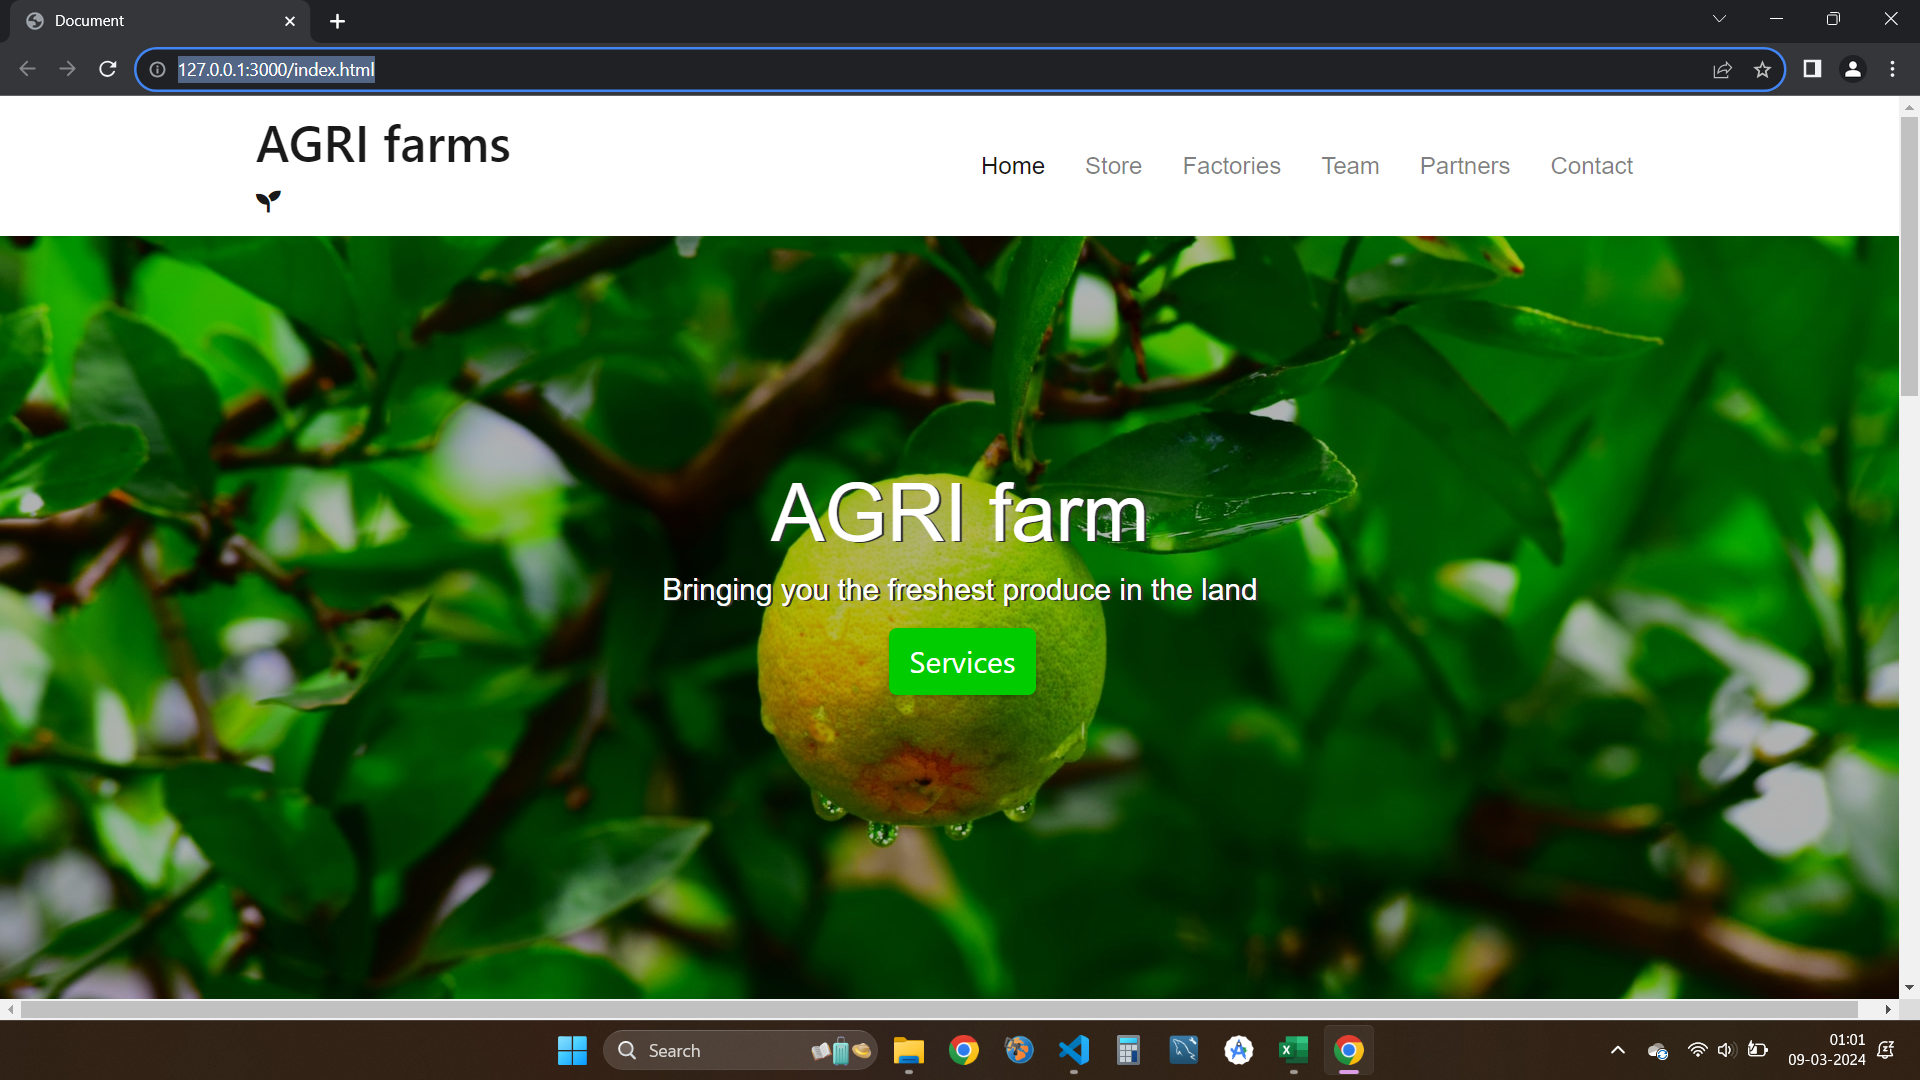 Document
127.0.0.1:3000/index.html
AGRI farms
Home Store Factories Team Partners Contact
AGRI farm
Bringing you the freshest produce in the land
Services
Search
01:01
09-03-2024